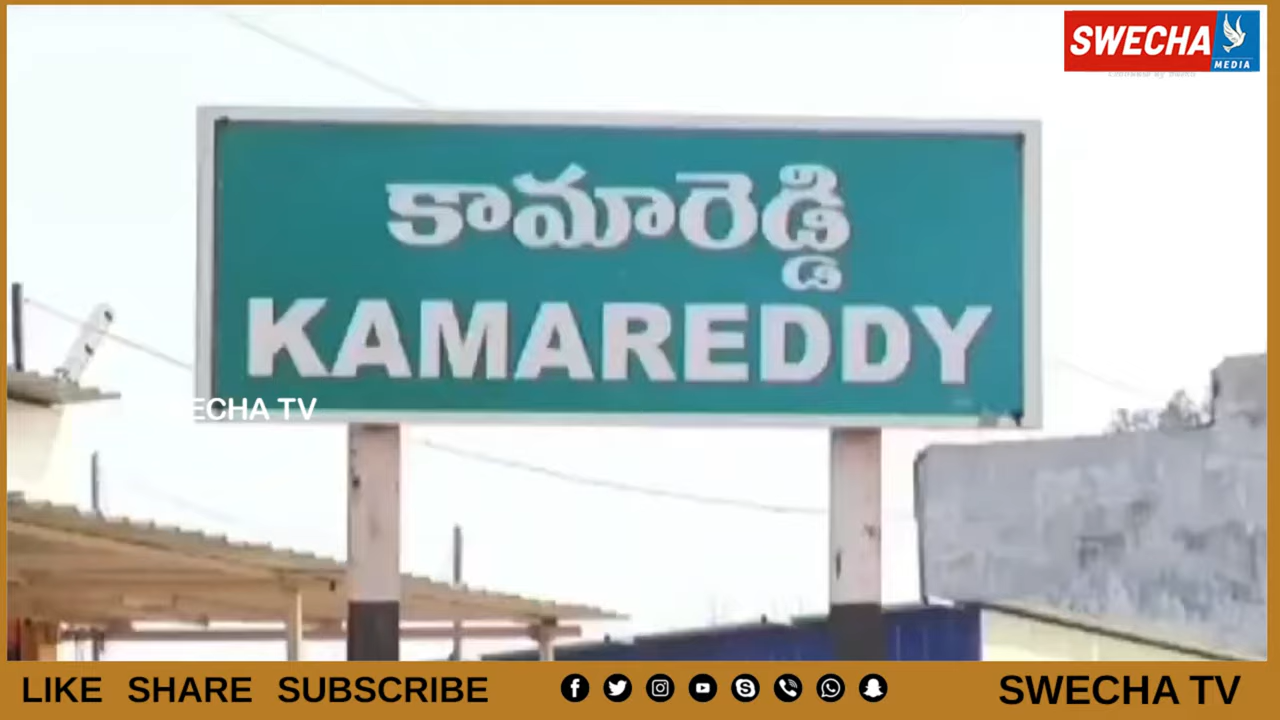 SWECHA
MEDIA
కామారెడ్డి
KAMAREDDY
ECHA TV
LIKE SHARE SUBSCRIBE
SWECHA TV